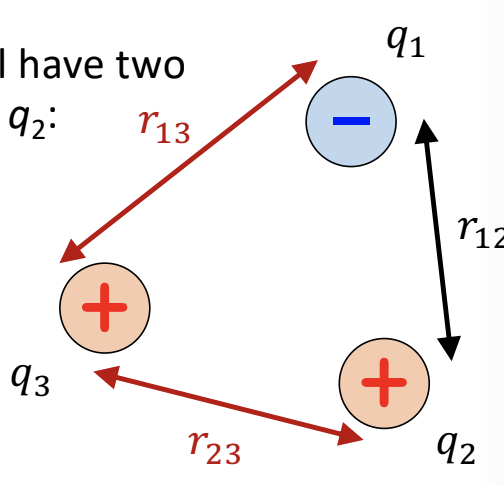 l have two
q₂:
q₁
r₁₃
−
r₁₂
+
q₃
+
r₂₃
q₂